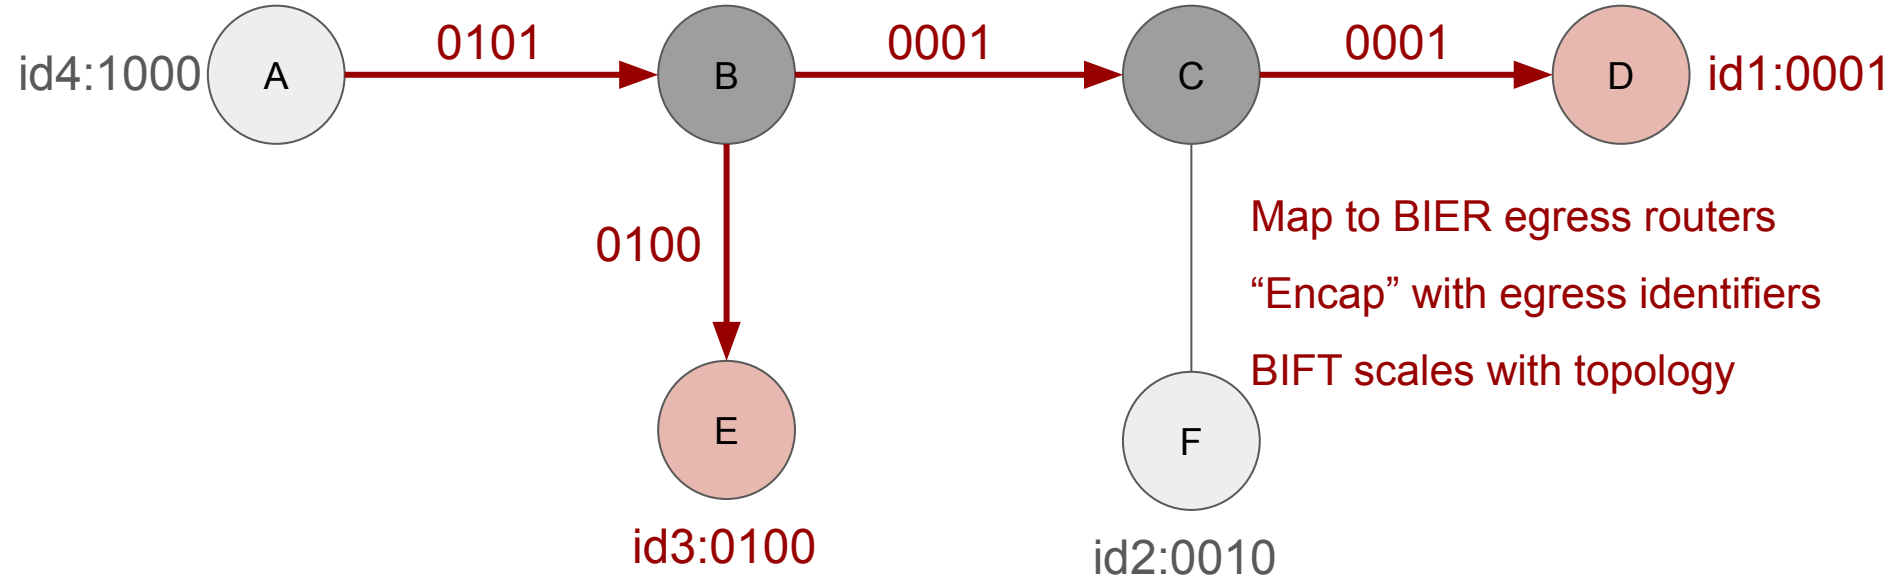 id4:1000
A
0101
B
0001
C
0001
D
id1:0001
0100
Map to BIER egress routers
“Encap” with egress identifiers
BIFT scales with topology
E
F
id3:0100
id2:0010